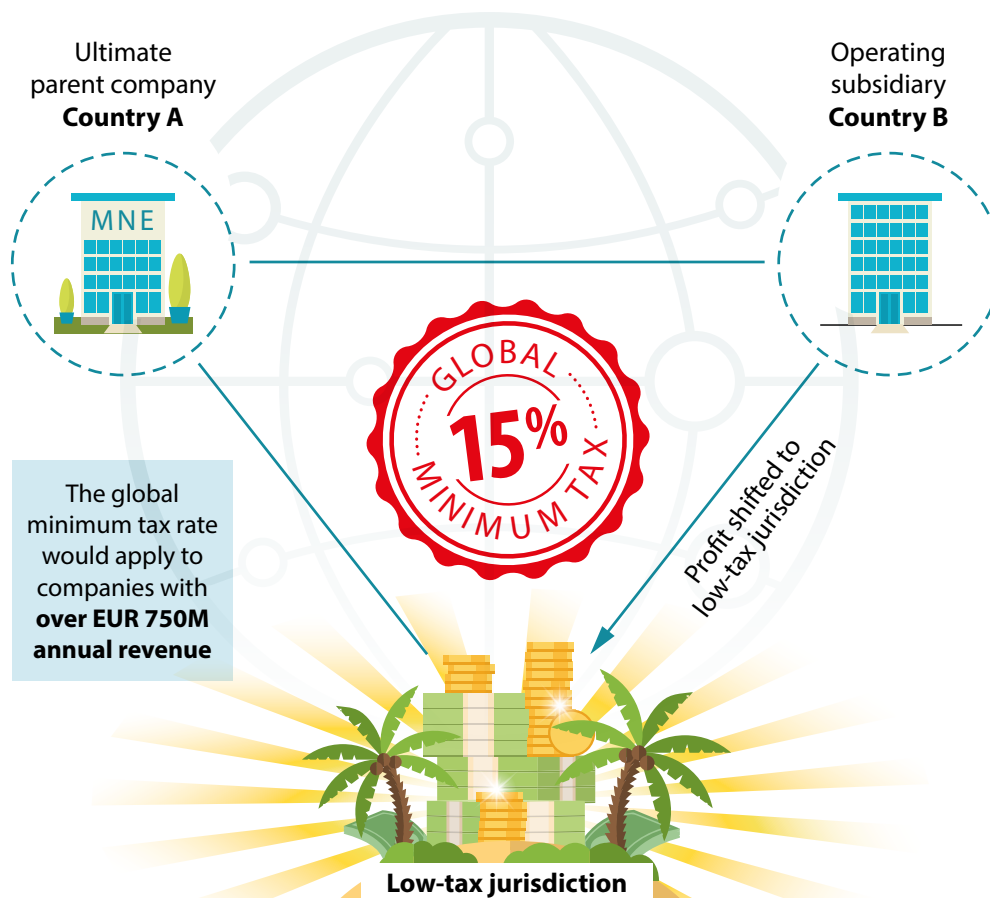 Ultimate
parent company
Country A
Operating
subsidiary
Country B
MNE
GLOBAL
15%
MINIMUM TAX
The global
minimum tax rate
would apply to
companies with
over EUR 750M
annual revenue
Profit shifted to
low-tax jurisdiction
Low-tax jurisdiction